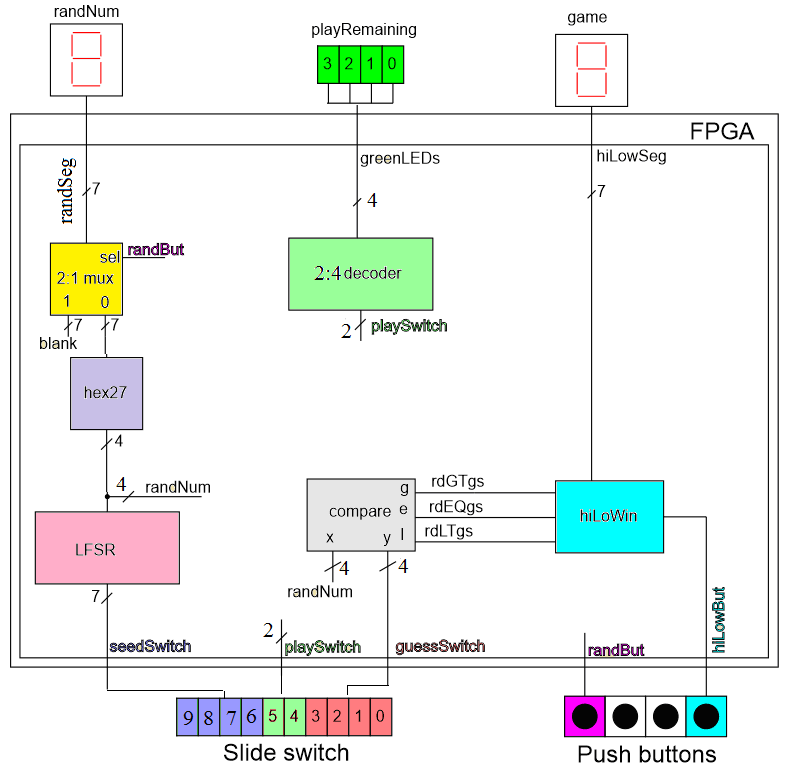 randNum
playRemaining
game
3 2 1 0
FPGA
greenLEDs
hiLowSeg
randSeg
7
4
7
sel
randBut
2:1 mux
1 0
2:4 decoder
7
7
2
playSwitch
blank
hex27
4
4
randNum
g
rdGTgs
compare
e
rdEQgs
hiLoWin
x
y
l
rdLTgs
LFSR
4
4
randNum
7
2
hiLowBut
seedSwitch
playSwitch
guessSwitch
randBut
9 8 7 6 5 4 3 2 1 0
Slide switch
Push buttons